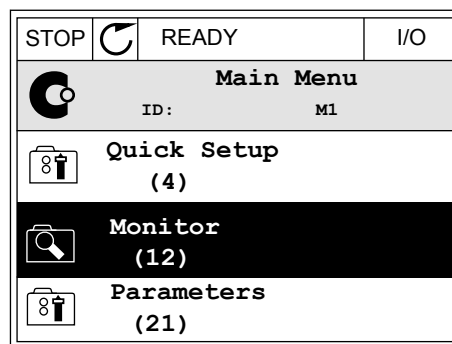 STOP READY I/O
Main Menu
ID: M1
Quick Setup
(4)
Monitor
(12)
Parameters
(21)